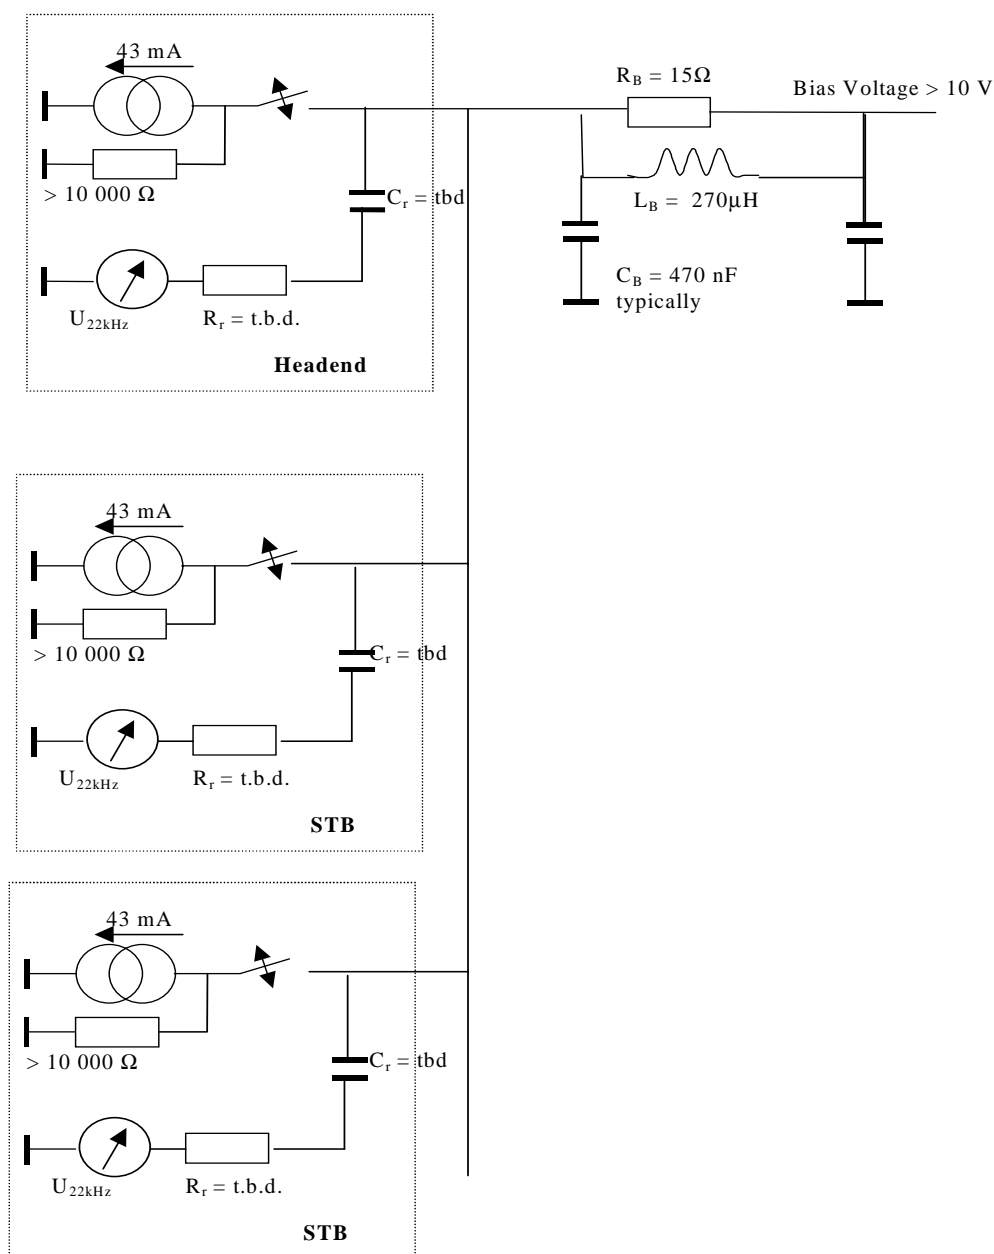 43 mA
R_B = 15Ω
Bias Voltage > 10 V
> 10 000 Ω
C_r = tbd
L_B = 270µH
C_B = 470 nF
typically
U_22kHz
R_r = t.b.d.
Headend
43 mA
> 10 000 Ω
C_r = tbd
U_22kHz
R_r = t.b.d.
STB
43 mA
> 10 000 Ω
C_r = tbd
U_22kHz
R_r = t.b.d.
STB